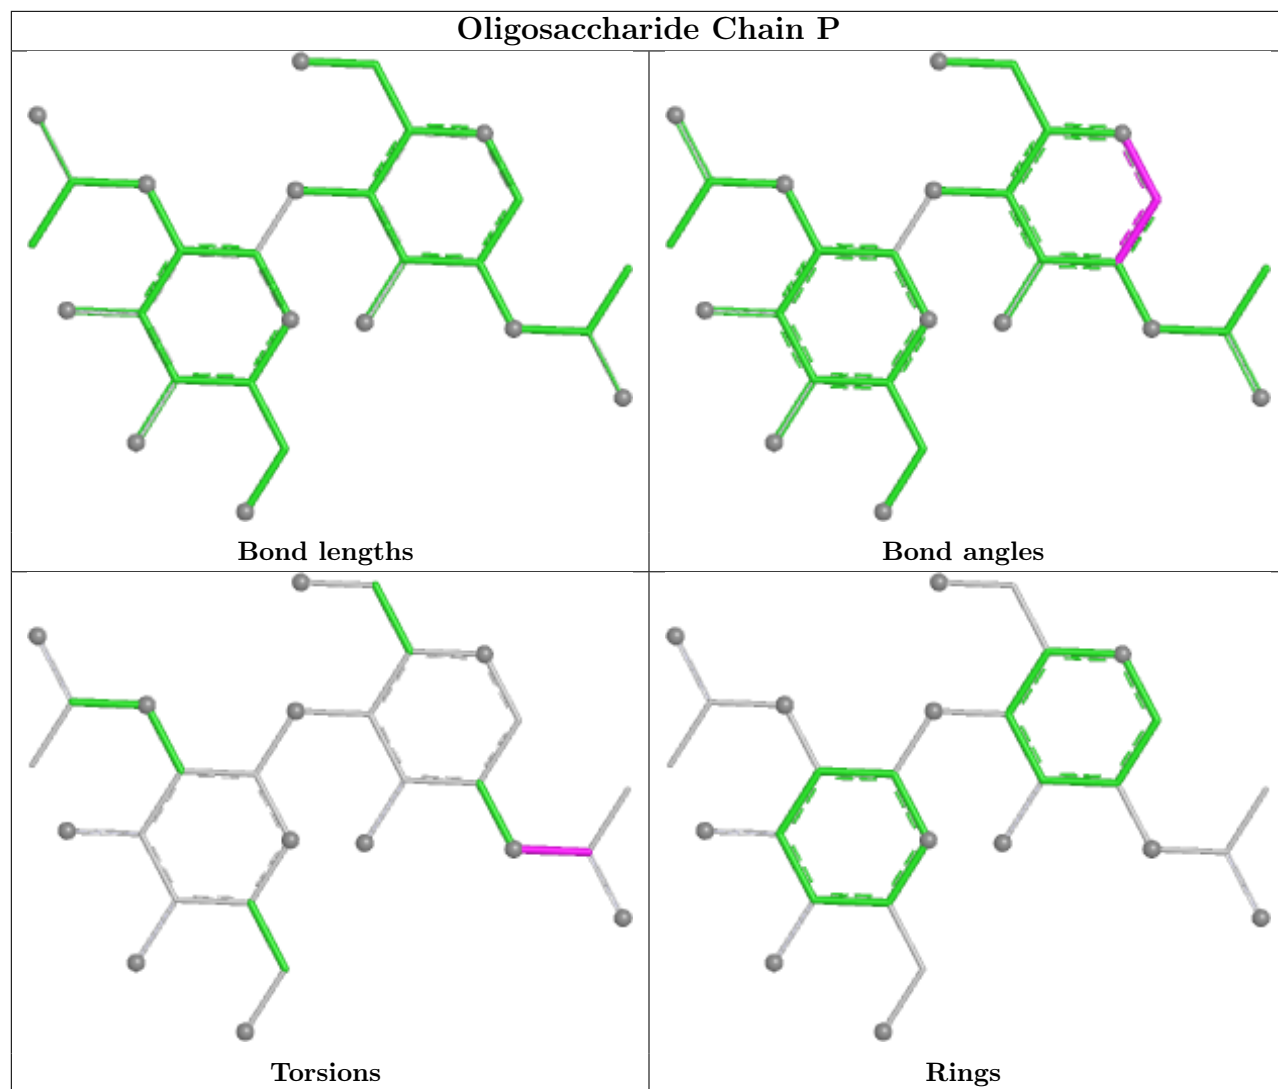 Oligosaccharide Chain P
Bond lengths
Bond angles
Torsions
Rings